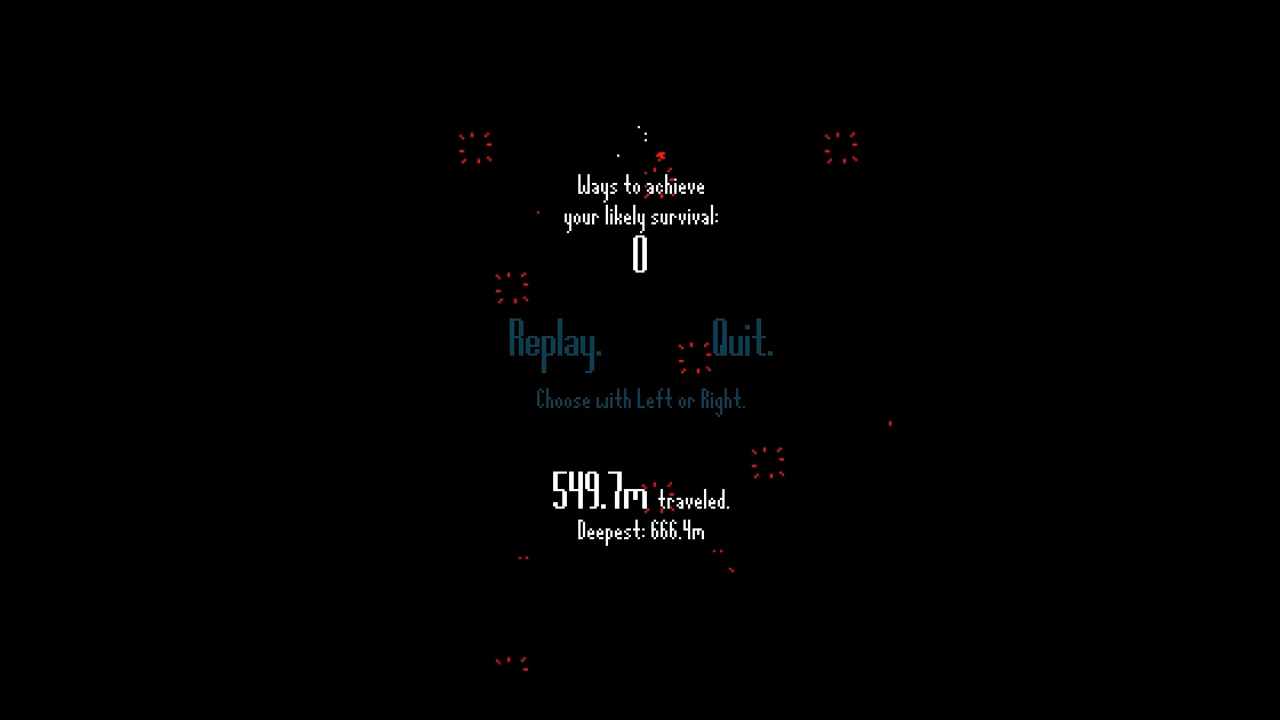 Ways to achieve
your likely survival:
0
Replay. Quit.
Choose with Left or Right.
549.7m traveled.
Deepest: 666.4m